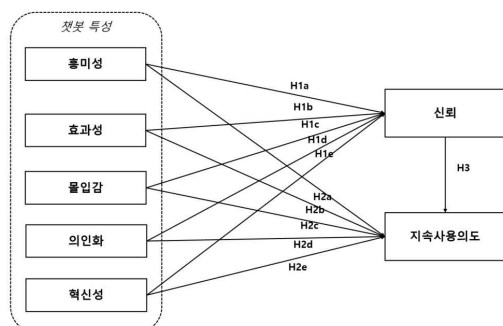 챗봇 특성
흥미성
효과성
몰입감
의인화
혁신성
H1a
H1b
H1c
H1d
H1e
H2a
H2b
H2c
H2d
H2e
신뢰
H3
지속사용의도